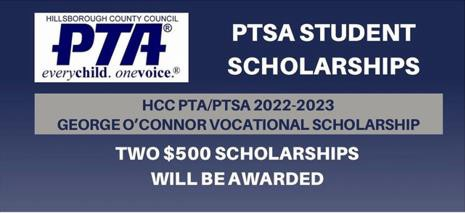 HILLSBOROUGH COUNTY COUNCIL
PTA®
everychild. onevoice.®
PTSA STUDENT
SCHOLARSHIPS
HCC PTA/PTSA 2022-2023
GEORGE O'CONNOR VOCATIONAL SCHOLARSHIP
TWO $500 SCHOLARSHIPS
WILL BE AWARDED